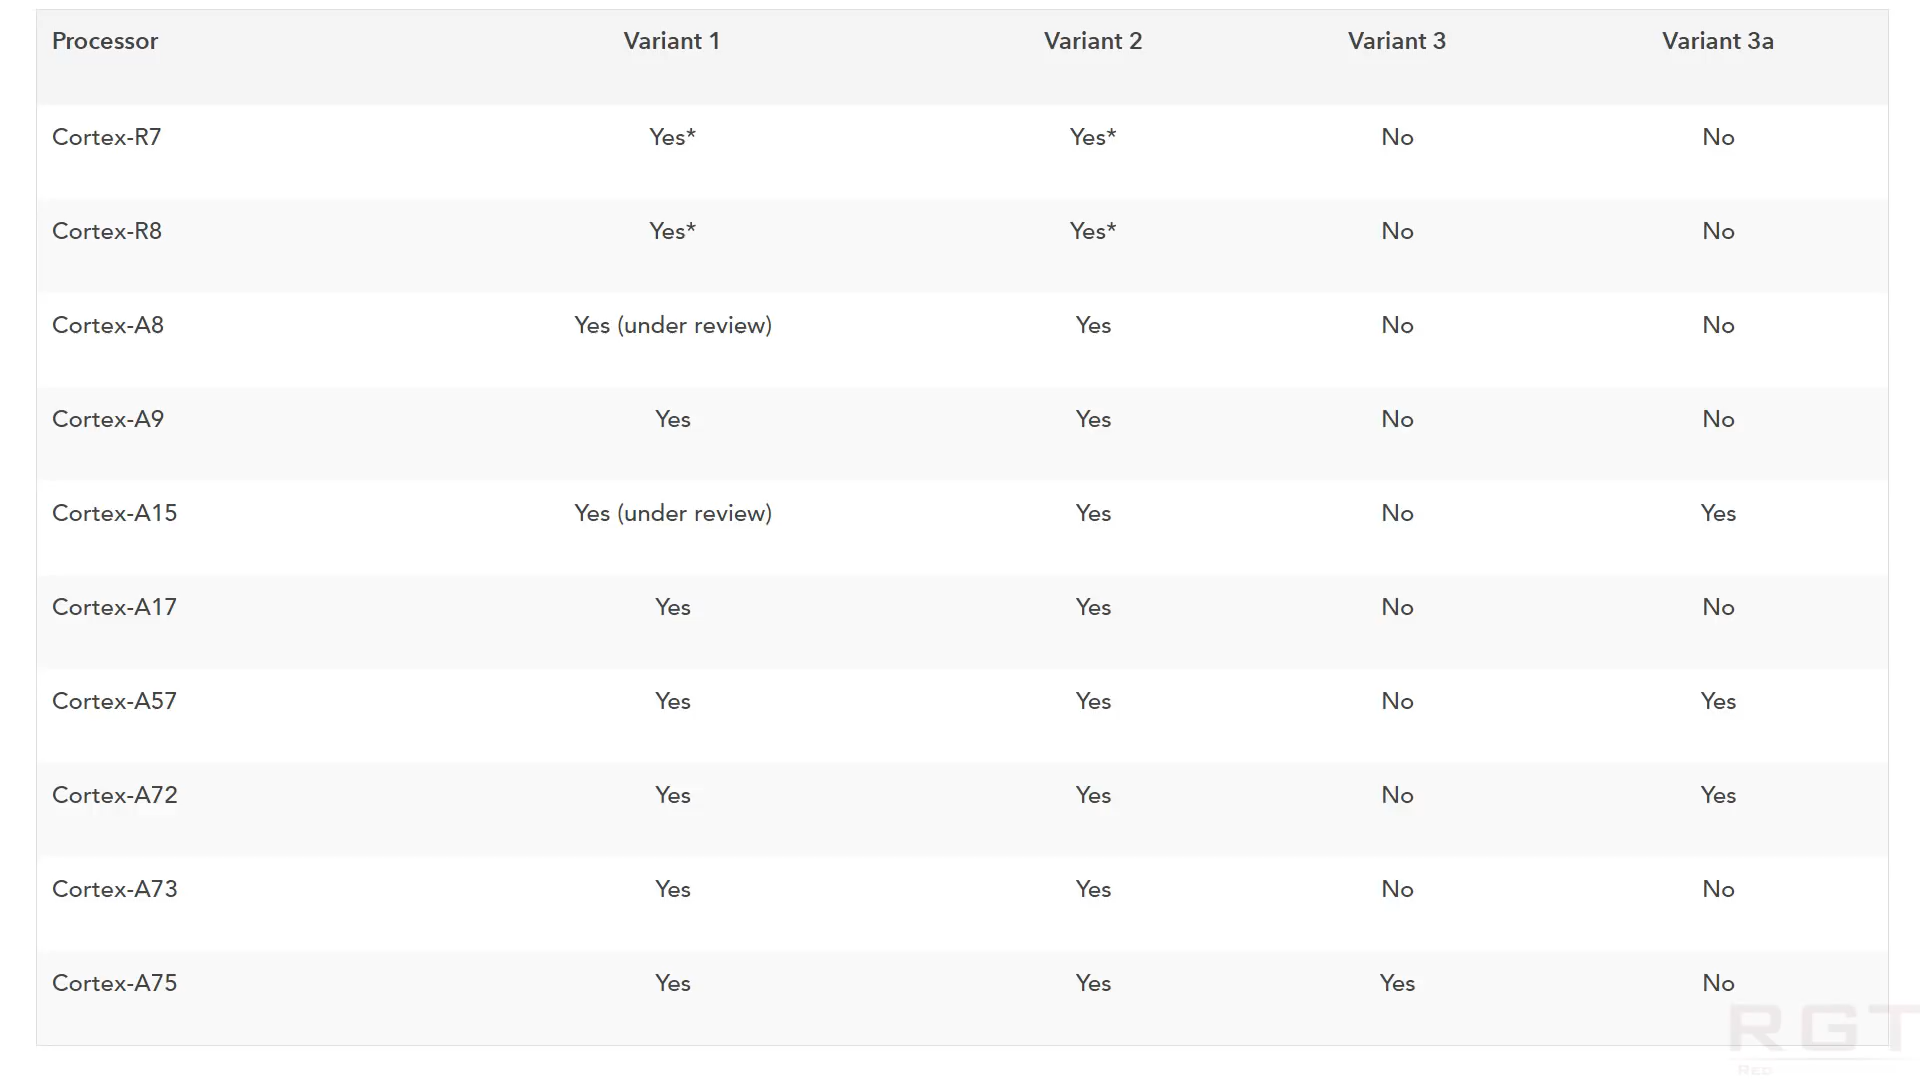 Processor Variant 1 Variant 2 Variant 3 Variant 3a
Cortex-R7 Yes* Yes* No No
Cortex-R8 Yes* Yes* No No
Cortex-A8 Yes (under review) Yes No No
Cortex-A9 Yes Yes No No
Cortex-A15 Yes (under review) Yes No Yes
Cortex-A17 Yes Yes No No
Cortex-A57 Yes Yes No Yes
Cortex-A72 Yes Yes No Yes
Cortex-A73 Yes Yes No No
Cortex-A75 Yes Yes Yes No
RGT
Red